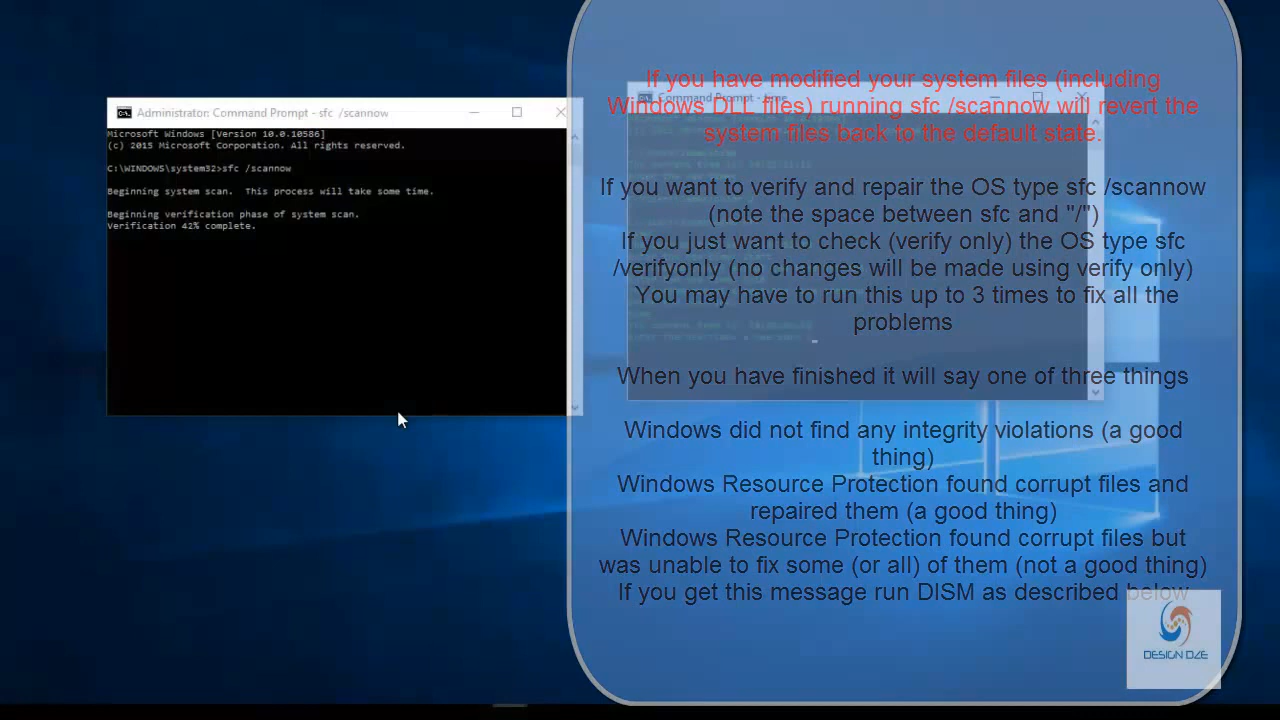 Administrator: Command Prompt - sfc /scannow
Microsoft Windows [Version 10.0.10586]
(c) 2015 Microsoft Corporation. All rights reserved.
C:\WINDOWS\system32>sfc /scannow
Beginning system scan. This process will take some time.
Beginning verification phase of system scan.
Verification 42% complete.
If you have modified your system files (including
Windows DLL files) running sfc /scannow will revert the
system files back to the default state.
If you want to verify and repair the OS type sfc /scannow
(note the space between sfc and "/")
If you just want to check (verify only) the OS type sfc
/verifyonly (no changes will be made using verify only)
You may have to run this up to 3 times to fix all the
problems
When you have finished it will say one of three things
Windows did not find any integrity violations (a good
thing)
Windows Resource Protection found corrupt files and
repaired them (a good thing)
Windows Resource Protection found corrupt files but
was unable to fix some (or all) of them (not a good thing)
If you get this message run DISM as described below
Command Prompt - time
DESIGN DZE